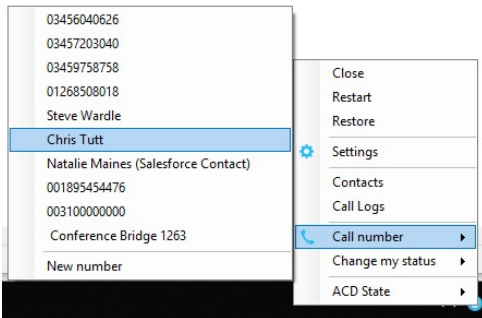 03456040626
03457203040
03459758758
01268508018
Steve Wardle
Chris Tutt
Natalie Maines (Salesforce Contact)
001895454476
003100000000
Conference Bridge 1263
New number
Close
Restart
Restore
Settings
Contacts
Call Logs
Call number
Change my status
ACD State